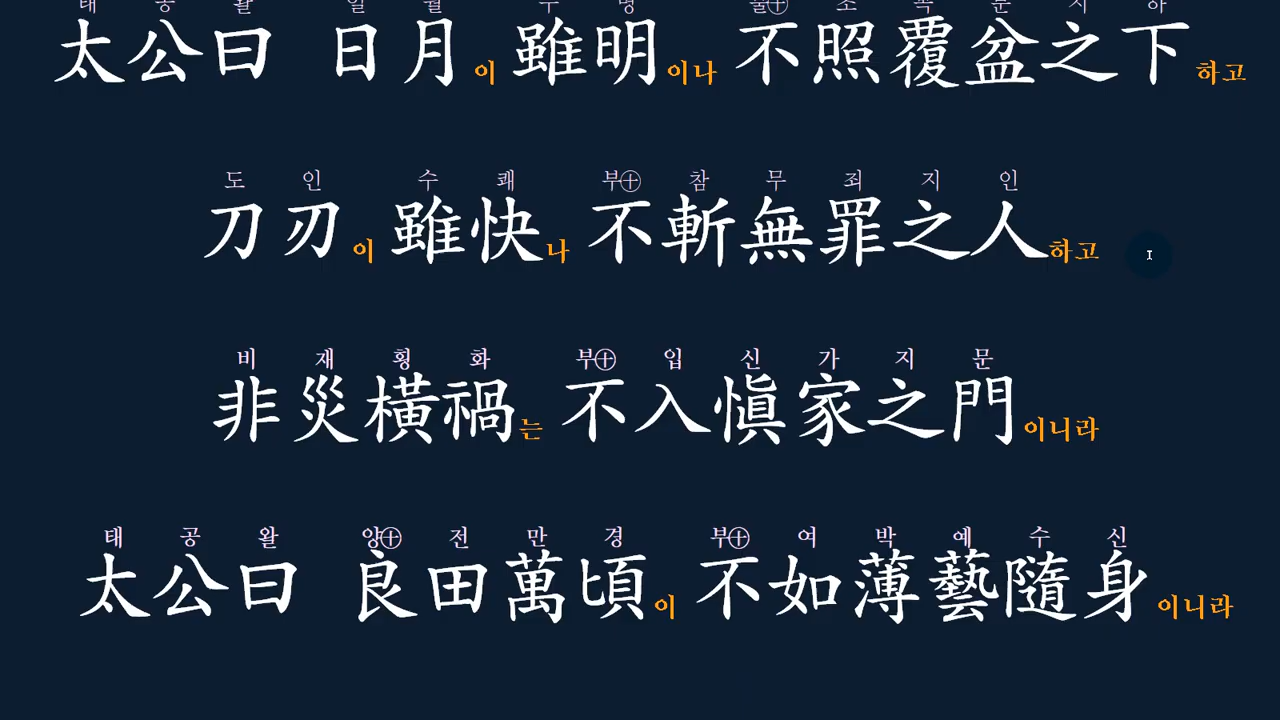 태 공 왈 일 월 수 명 불㊉ 조 복 분 지 하
太公曰 日月이 雖明이나 不照覆盆之下하고
도 인 수 쾌 부㊉ 참 무 죄 지 인
刀刃이 雖快나 不斬無罪之人하고
비 재 횡 화 부㊉ 입 신 가 지 문
非災橫禍는 不入愼家之門이니라
태 공 왈 양㊉ 전 만 경 부㊉ 여 박 예 수 신
太公曰 良田萬頃이 不如薄藝隨身이니라